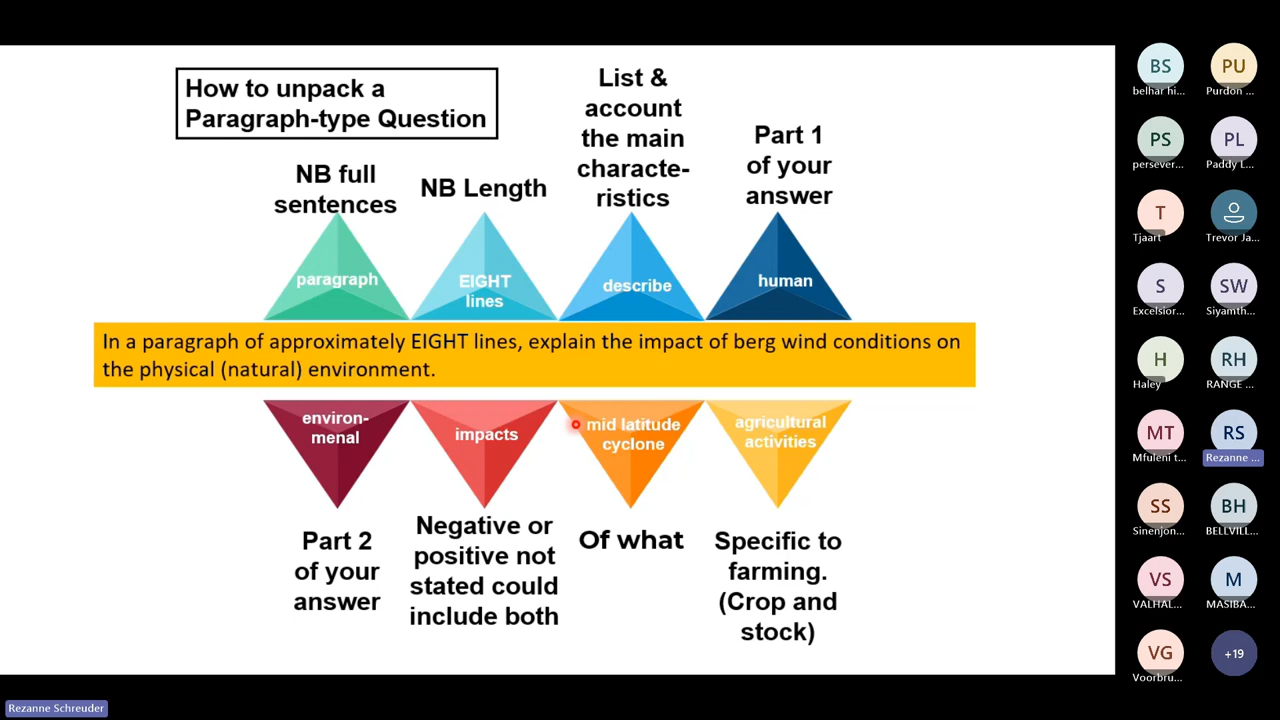 How to unpack a
Paragraph-type Question
NB full
sentences
NB Length
List &
account
the main
characte-
ristics
Part 1
of your
answer
paragraph
EIGHT
lines
describe
human
In a paragraph of approximately EIGHT lines, explain the impact of berg wind conditions on
the physical (natural) environment.
environ-
menal
impacts
mid latitude
cyclone
agricultural
activities
Part 2
of your
answer
Negative or
positive not
stated could
include both
Of what
Specific to
farming.
(Crop and
stock)
BS
belhar hi...
PU
Purdon ...
PS
persever...
PL
Paddy L...
T
Tjaart
Trevor Ja...
S
Excelsior...
SW
Siyamth...
H
Haley
RH
RANGE ...
MT
Mfuleni t...
RS
Rezanne ...
SS
Sinenjon...
BH
BELLVILL...
VS
VALHAL...
M
MASIBA...
VG
Voorbru...
+19
Rezanne Schreuder